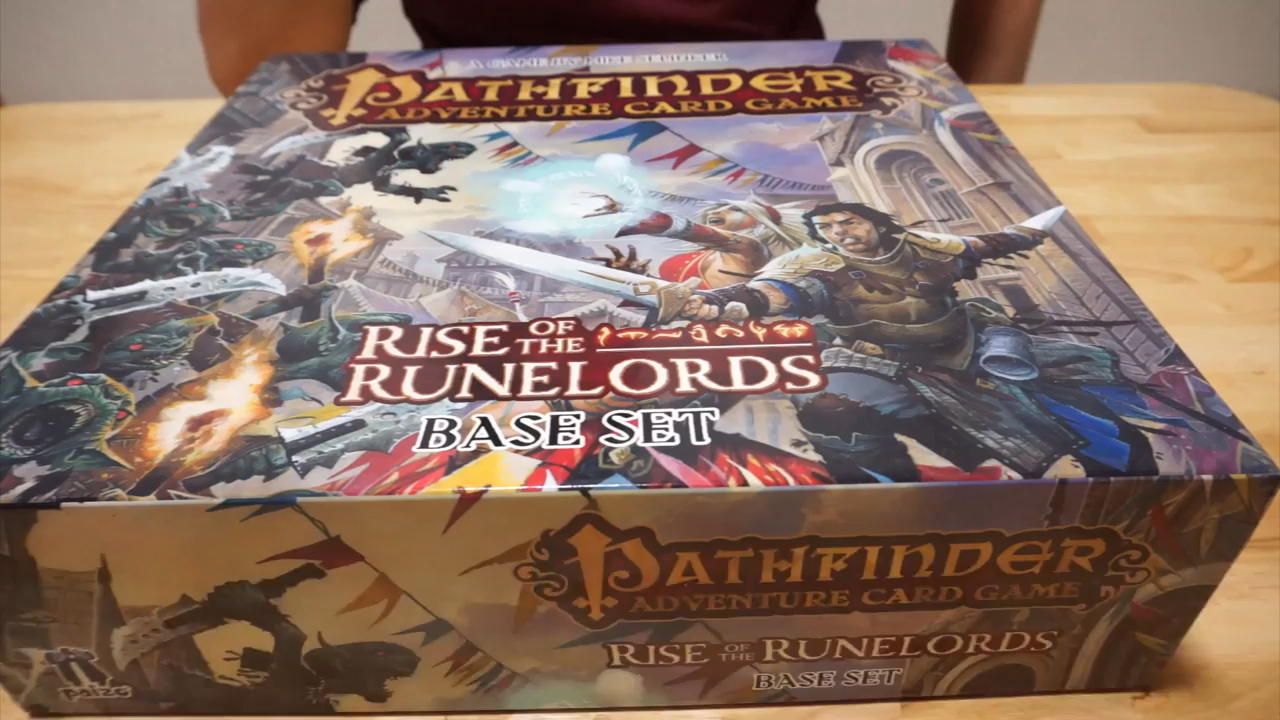 A GAME BY MIKE SELINKER
PATHFINDER
ADVENTURE CARD GAME
RISE OF THE
RUNELORDS
BASE SET
PATHFINDER
ADVENTURE CARD GAME
RISE OF THE RUNELORDS
BASE SET
paizo